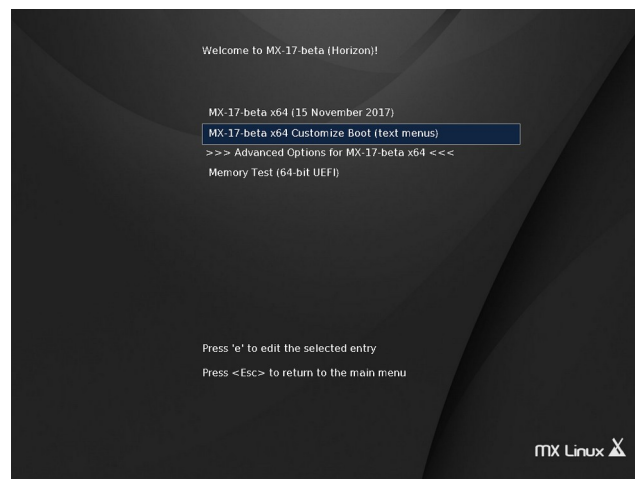 Welcome to MX-17-beta (Horizon)!
MX-17-beta x64 (15 November 2017)
MX-17-beta x64 Customize Boot (text menus)
>>> Advanced Options for MX-17-beta x64 <<<
Memory Test (64-bit UEFI)
Press 'e' to edit the selected entry
Press <Esc> to return to the main menu
MX Linux